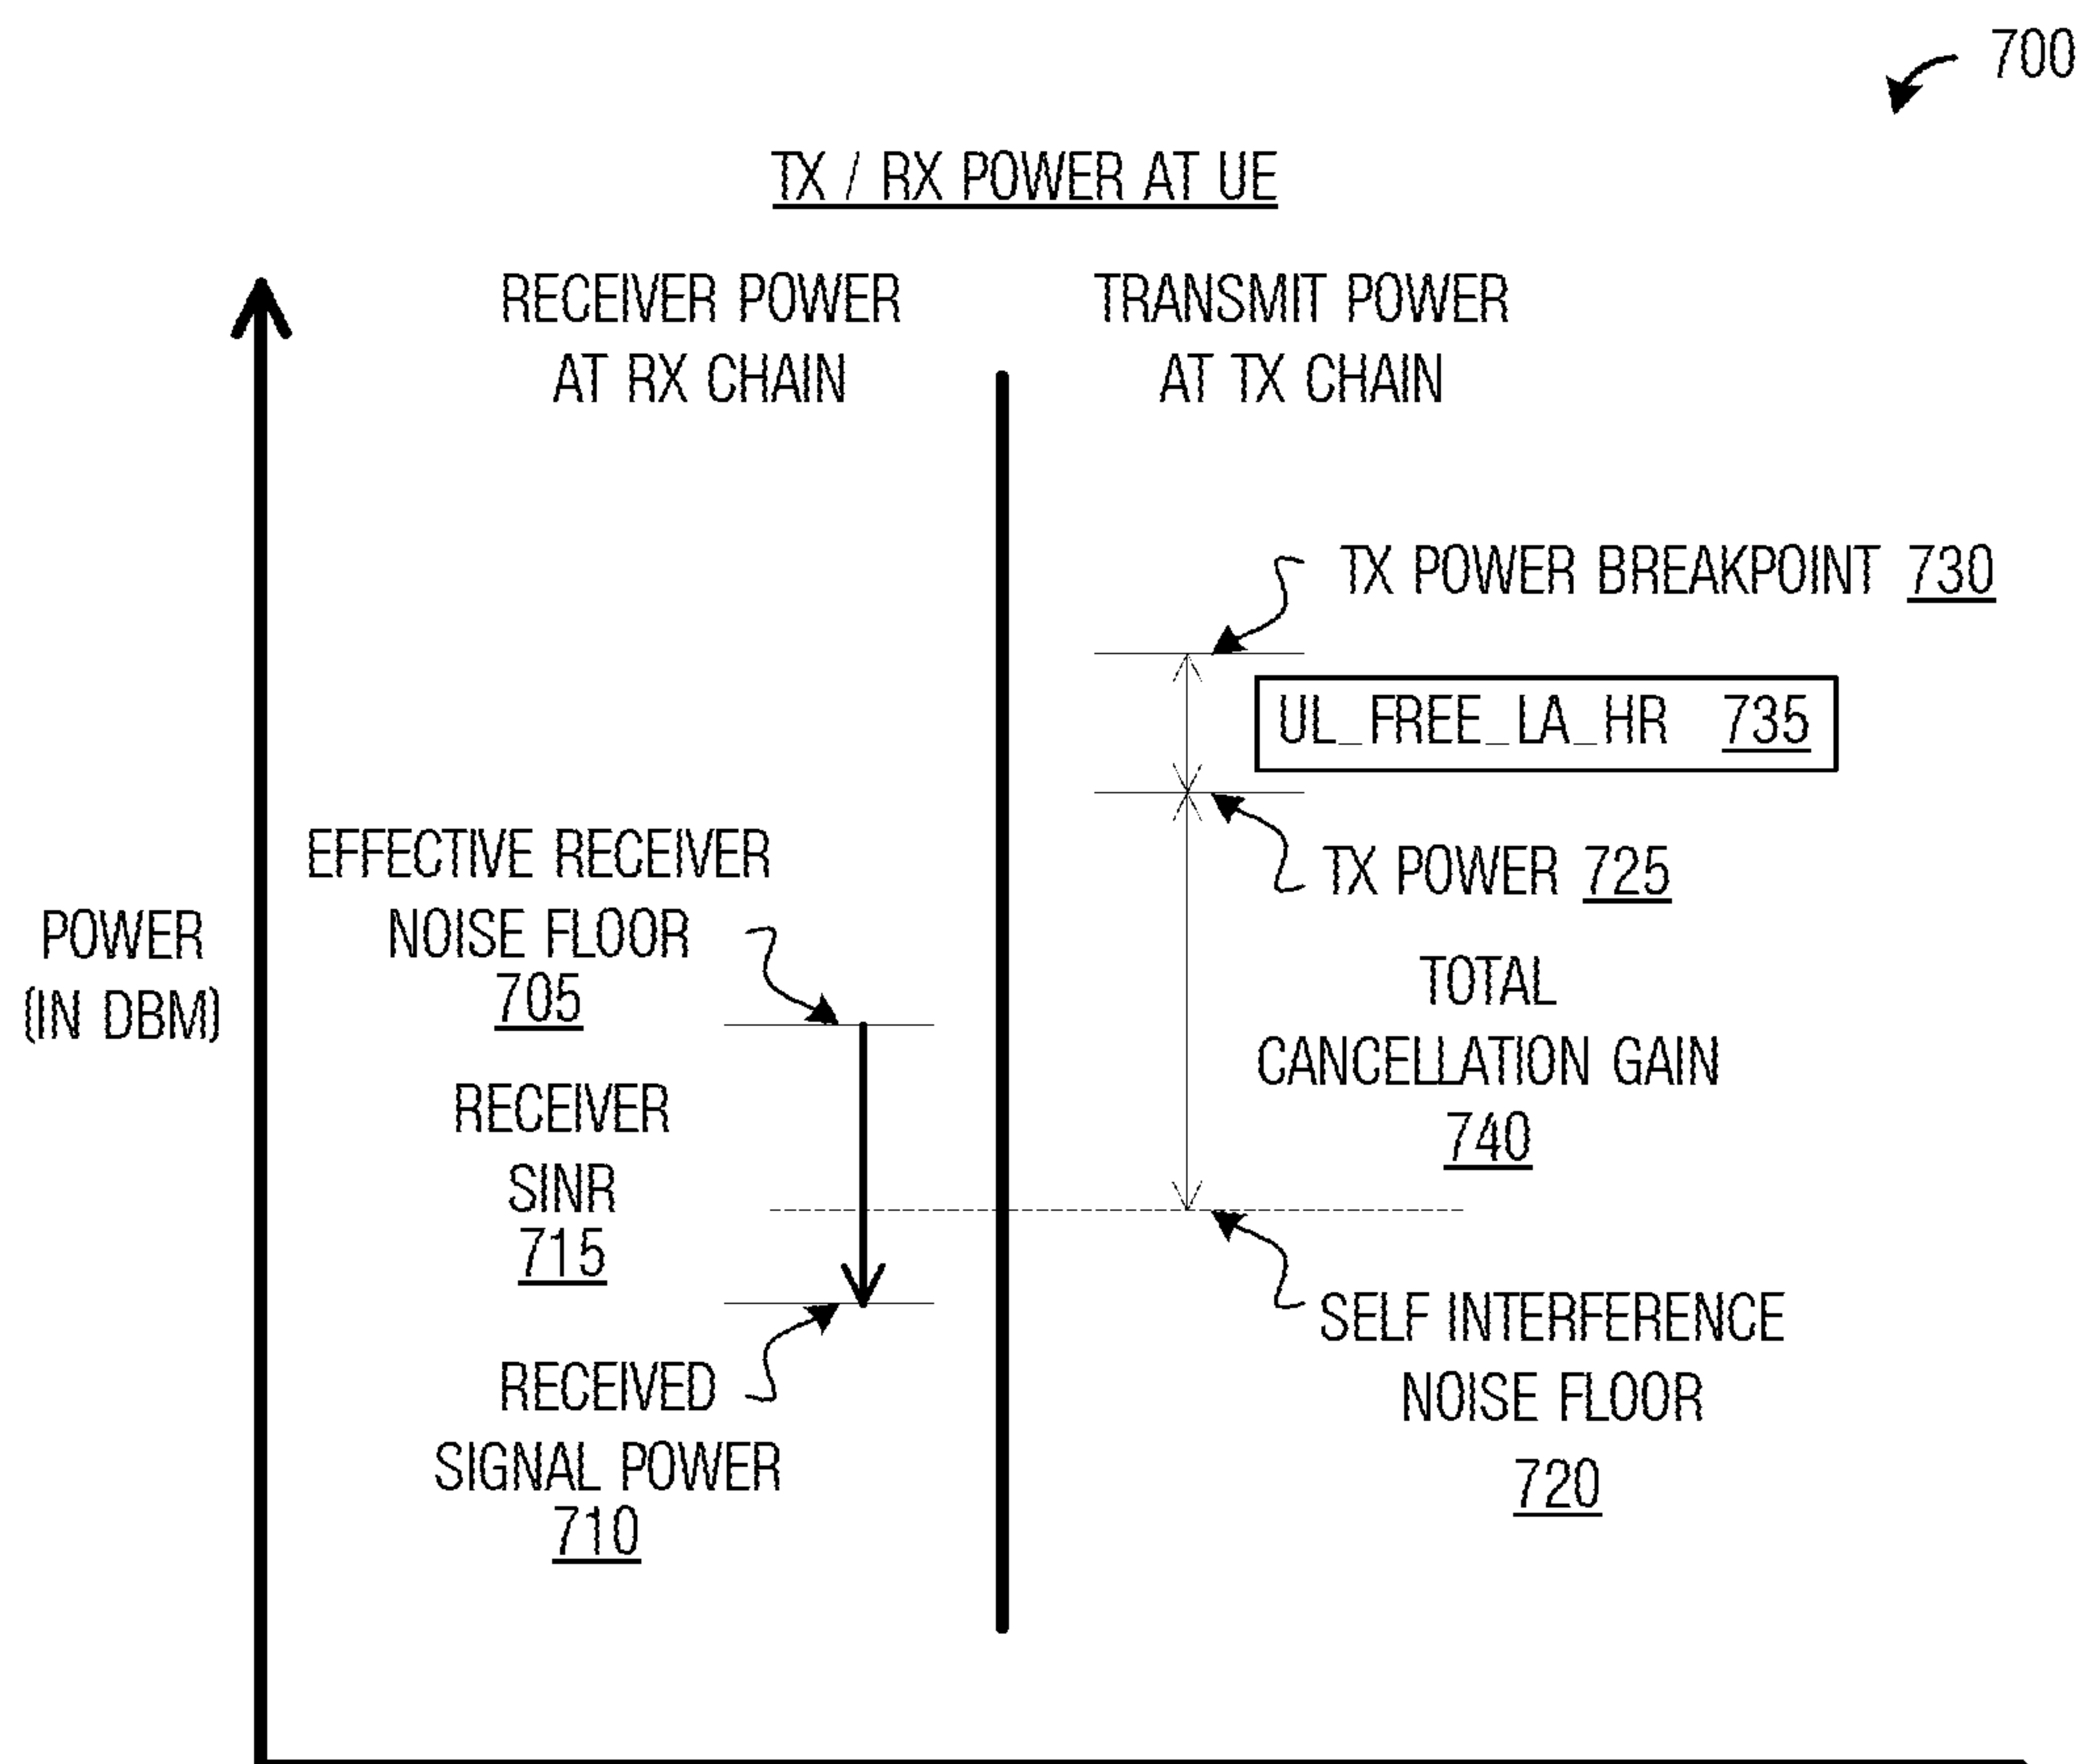 700
TX / RX POWER AT UE
RECEIVER POWER
AT RX CHAIN
TRANSMIT POWER
AT TX CHAIN
TX POWER BREAKPOINT 730
UL_FREE_LA_HR 735
EFFECTIVE RECEIVER
NOISE FLOOR
705
TX POWER 725
POWER
(IN DBM)
TOTAL
CANCELLATION GAIN
740
RECEIVER
SINR
715
SELF INTERFERENCE
NOISE FLOOR
720
RECEIVED
SIGNAL POWER
710